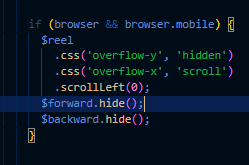 if (browser && browser.mobile) {
$reel
.css('overflow-y', 'hidden')
.css('overflow-x', 'scroll')
.scrollLeft(0);
$forward.hide();
$backward.hide();
}